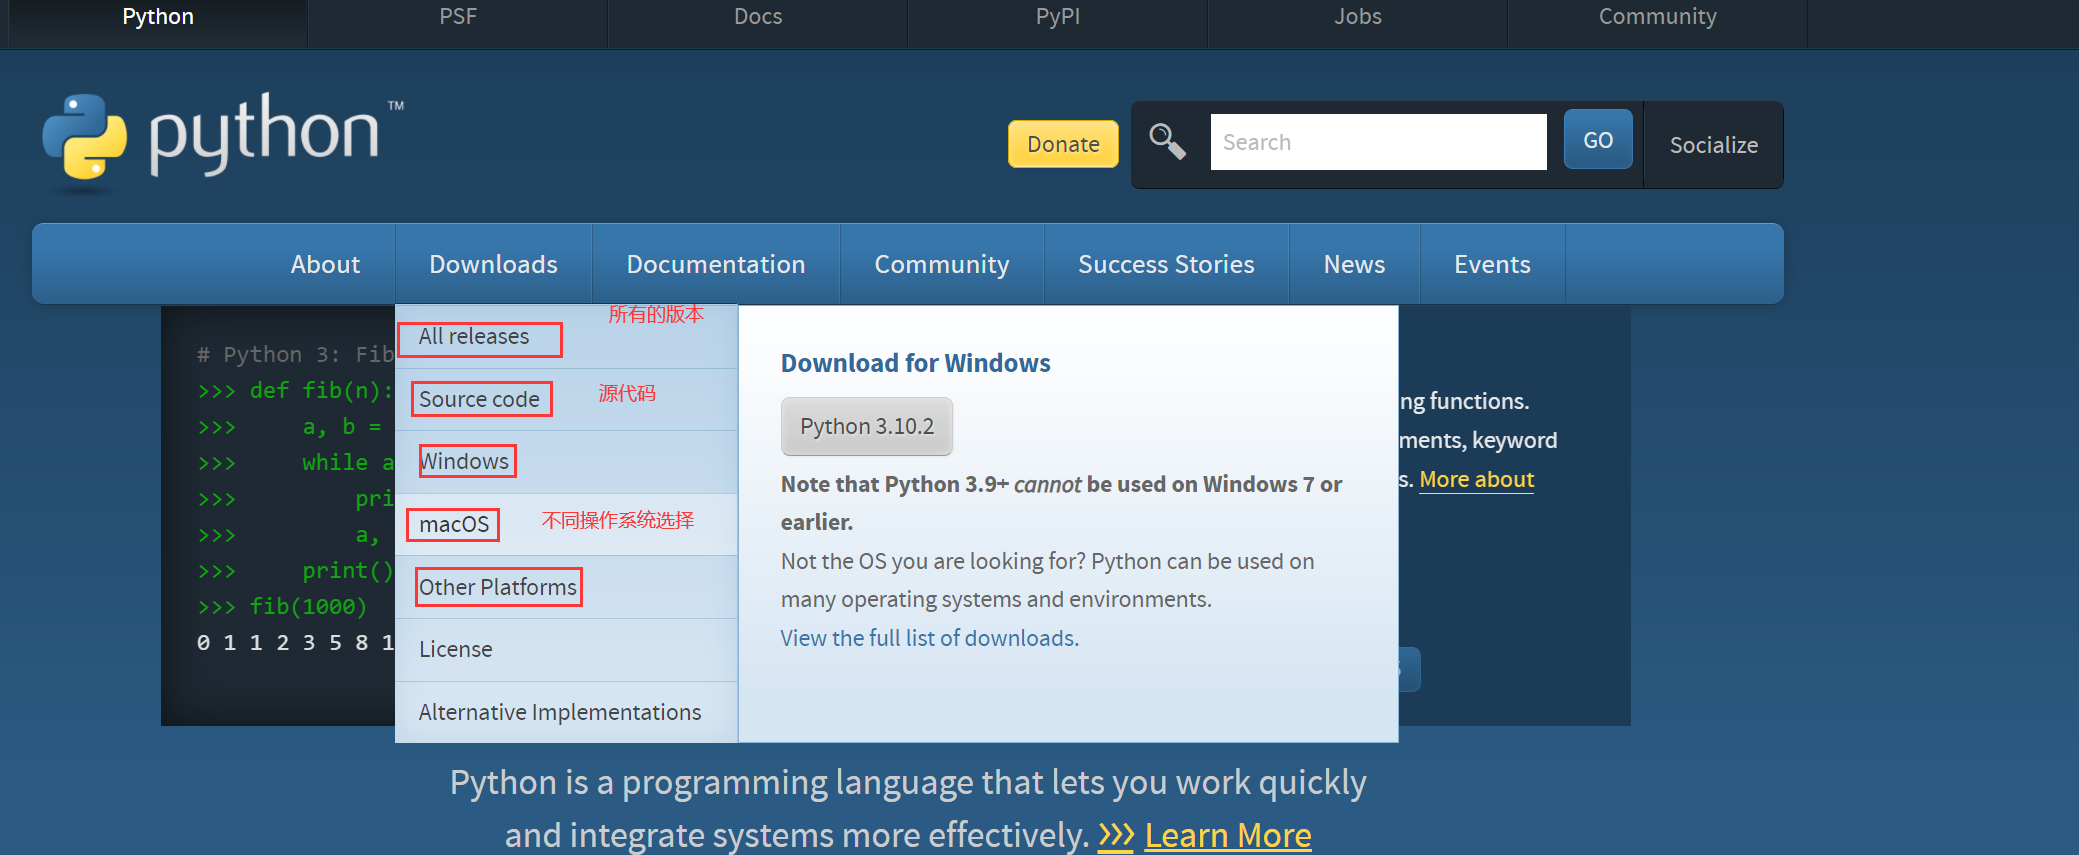 Python
PSF
Docs
PyPI
Jobs
Community
python™
Donate
Search
GO
Socialize
About
Downloads
Documentation
Community
Success Stories
News
Events
# Python 3: Fib
>>> def fib(n):
>>>     a, b =
>>>     while a
>>>         pri
>>>         a,
>>>     print()
>>> fib(1000)
0 1 1 2 3 5 8 1
所有的版本
All releases
Source code
源代码
Windows
macOS
不同操作系统选择
Other Platforms
License
Alternative Implementations
Download for Windows
Python 3.10.2
Note that Python 3.9+ cannot be used on Windows 7 or
earlier.
Not the OS you are looking for? Python can be used on
many operating systems and environments.
View the full list of downloads.
ng functions.
ments, keyword
s. More about
Python is a programming language that lets you work quickly
and integrate systems more effectively. >>> Learn More